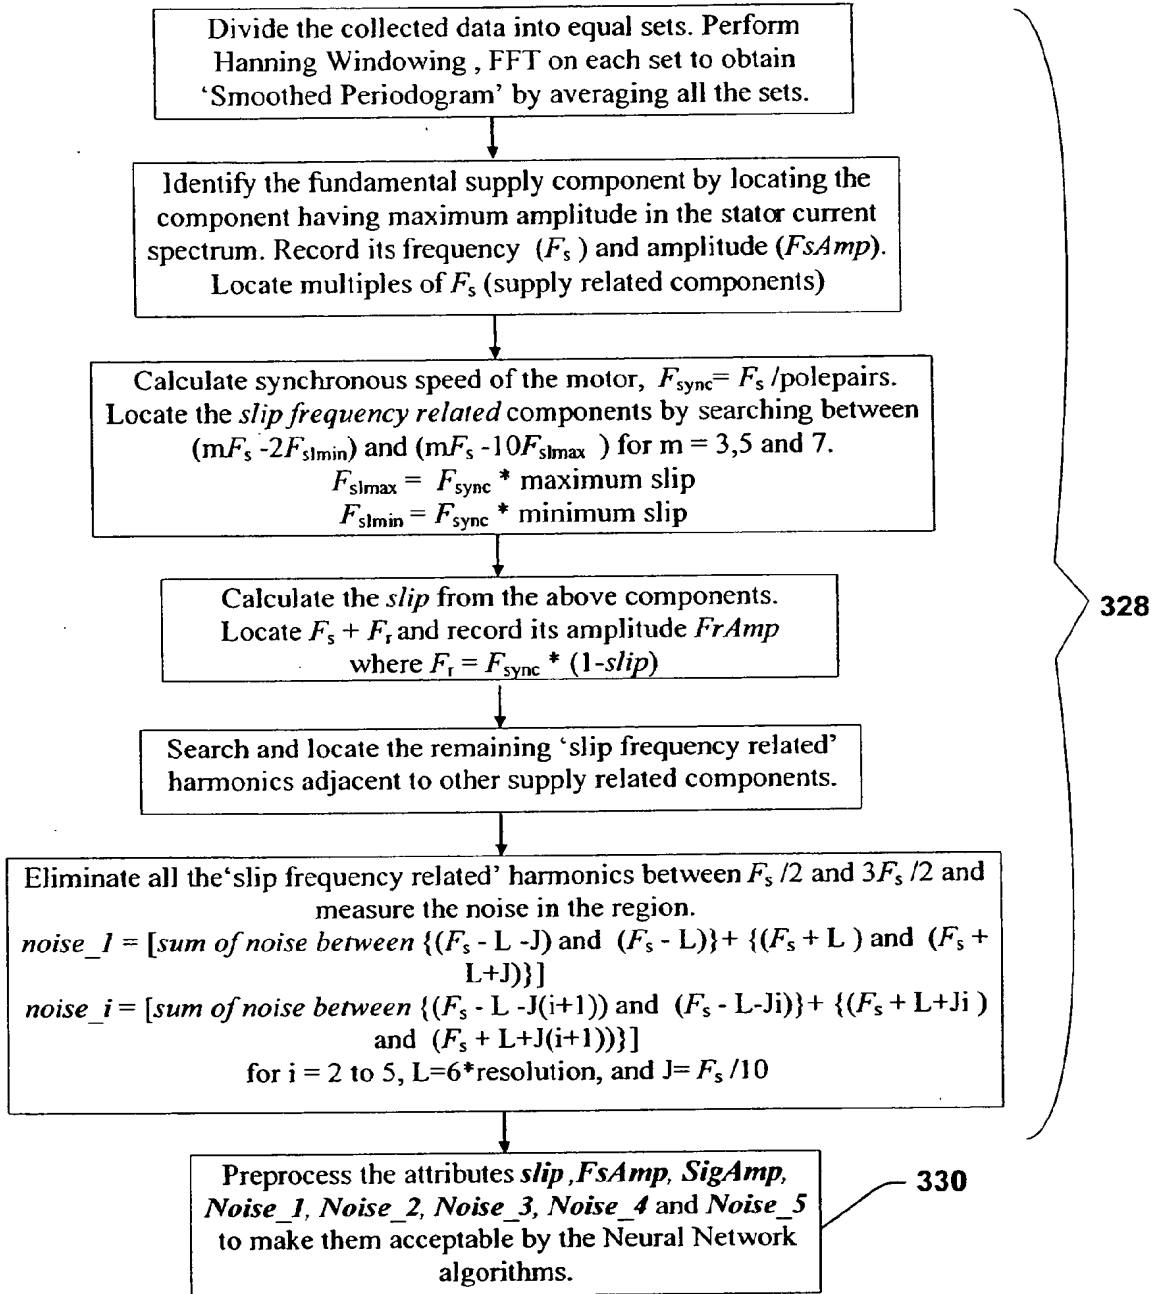 Divide the collected data into equal sets. Perform
Hanning Windowing , FFT on each set to obtain
‘Smoothed Periodogram’ by averaging all the sets.
Identify the fundamental supply component by locating the
component having maximum amplitude in the stator current
spectrum. Record its frequency (Fs ) and amplitude (FsAmp).
Locate multiples of Fs (supply related components)
Calculate synchronous speed of the motor, Fsync= Fs /polepairs.
Locate the slip frequency related components by searching between
(mFs -2Fslmin) and (mFs -10Fslmax ) for m = 3,5 and 7.
Fslmax = Fsync * maximum slip
Fslmin = Fsync * minimum slip
Calculate the slip from the above components.
Locate Fs + Fr and record its amplitude FrAmp
where Fr = Fsync * (1-slip)
Search and locate the remaining ‘slip frequency related’
harmonics adjacent to other supply related components.
Eliminate all the‘slip frequency related’ harmonics between Fs /2 and 3Fs /2 and
measure the noise in the region.
noise_1 = [sum of noise between {(Fs - L -J) and (Fs - L)}+ {(Fs + L ) and (Fs +
L+J)}]
noise_i = [sum of noise between {(Fs - L -J(i+1)) and (Fs - L-Ji)}+ {(Fs + L+Ji )
and (Fs + L+J(i+1))}]
for i = 2 to 5, L=6*resolution, and J= Fs /10
328
Preprocess the attributes slip ,FsAmp, SigAmp,
Noise_1, Noise_2, Noise_3, Noise_4 and Noise_5
to make them acceptable by the Neural Network
algorithms.
330